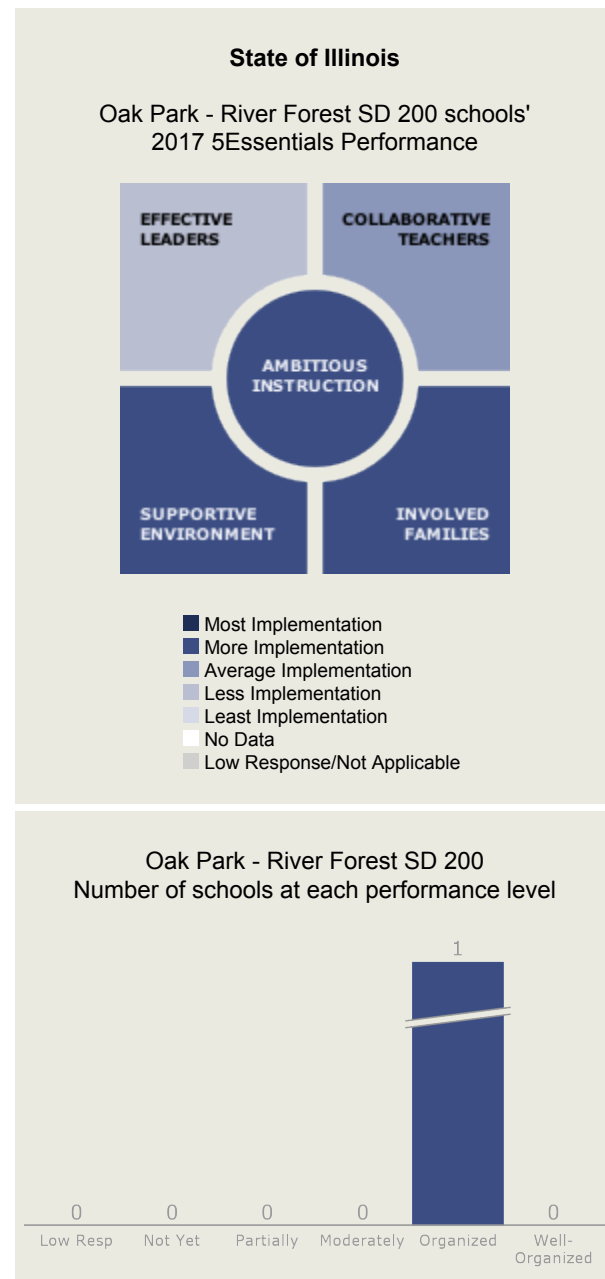 State of Illinois
Oak Park - River Forest SD 200 schools'
2017 5Essentials Performance
EFFECTIVE
LEADERS
COLLABORATIVE
TEACHERS
AMBITIOUS
INSTRUCTION
SUPPORTIVE
ENVIRONMENT
INVOLVED
FAMILIES
Most Implementation
More Implementation
Average Implementation
Less Implementation
Least Implementation
No Data
Low Response/Not Applicable
Oak Park - River Forest SD 200
Number of schools at each performance level
1
0 0 0 0 0
Low Resp Not Yet Partially Moderately Organized Well-
Organized